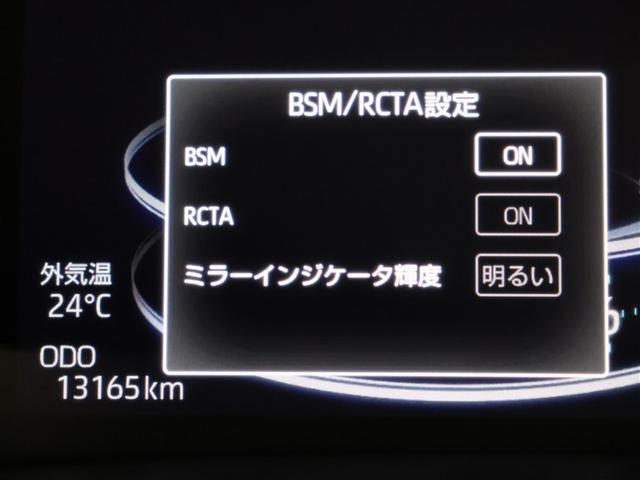 BSM/RCTA設定
BSM ON
RCTA ON
ミラーインジケータ輝度 明るい
外気温
24℃
ODO
13165km